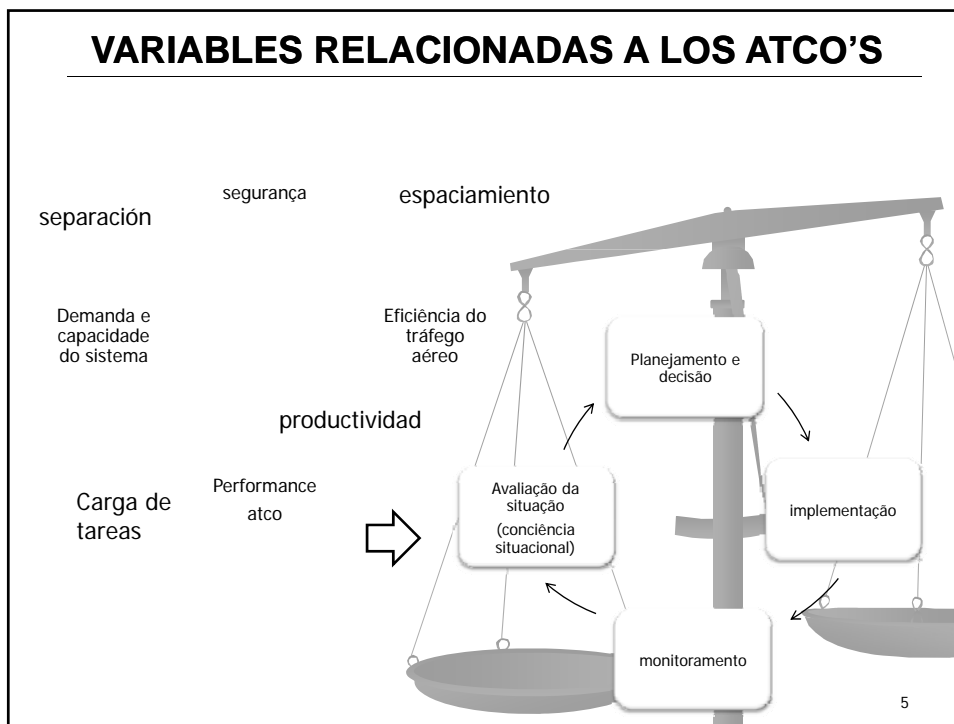 VARIABLES RELACIONADAS A LOS ATCO'S
segurança
espaciamiento
separación
Demanda e
capacidade
do sistema
Eficiência do
tráfego
aéreo
productividad
Carga de
tareas
Performance
atco
Planejamento e
decisão
Avaliação da
situação
(conciência
situacional)
implementação
monitoramento
5